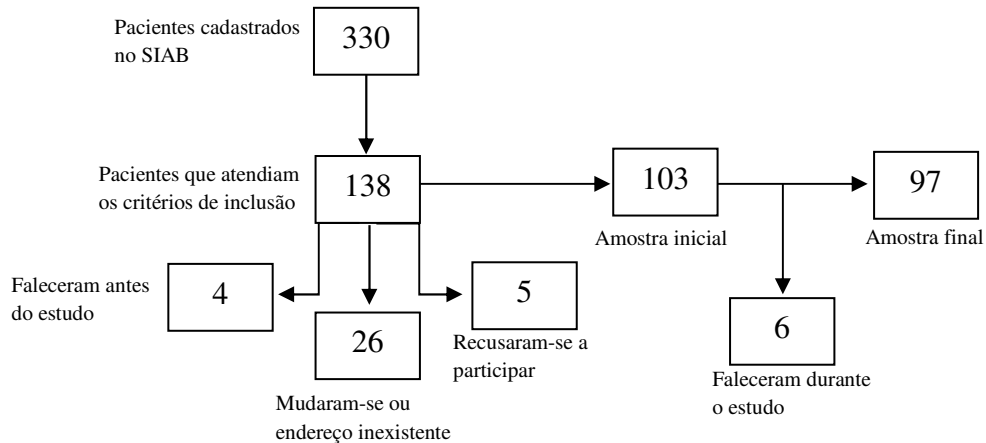 Pacientes cadastrados
no SIAB
330
Pacientes que atendiam
os critérios de inclusão
138
103
Amostra inicial
97
Amostra final
Faleceram antes
do estudo
4
26
Mudaram-se ou
endereço inexistente
5
Recusaram-se a
participar
6
Faleceram durante
o estudo